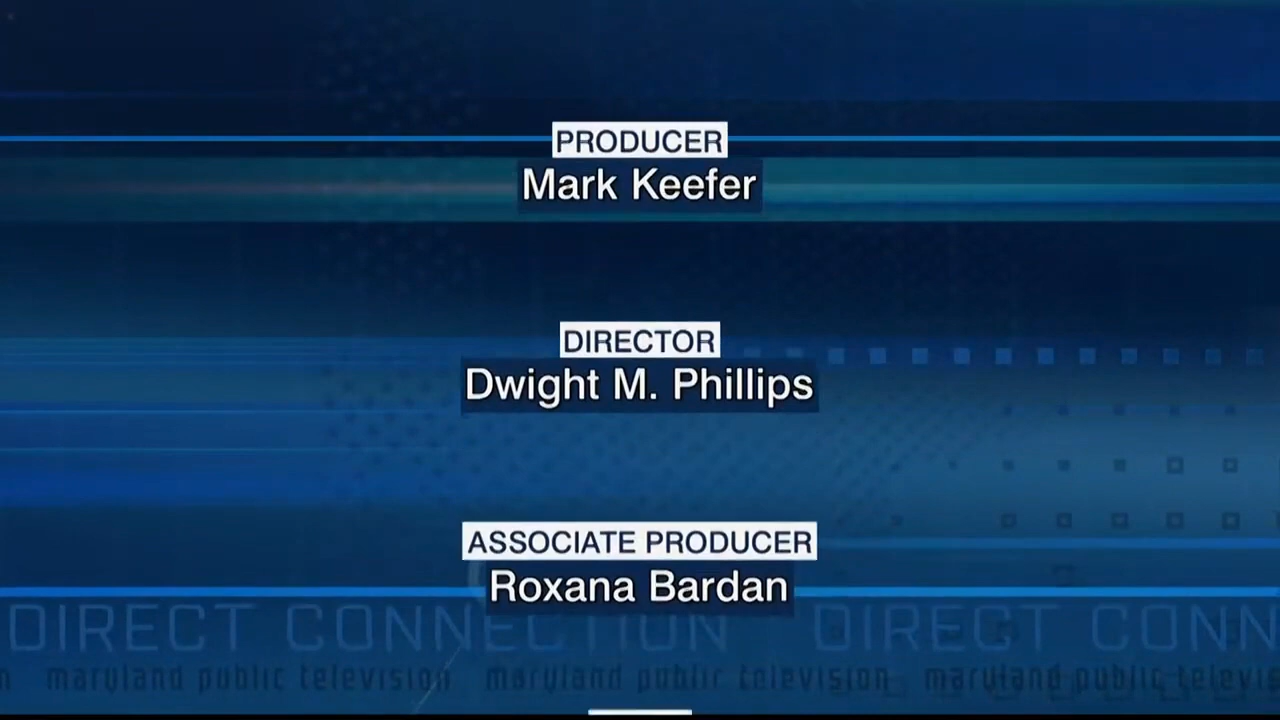 PRODUCER
Mark Keefer
DIRECTOR
Dwight M. Phillips
ASSOCIATE PRODUCER
Roxana Bardan
DIRECT CONNECTION DIRECT CONN
n maryland public television maryland public television maryland public televis